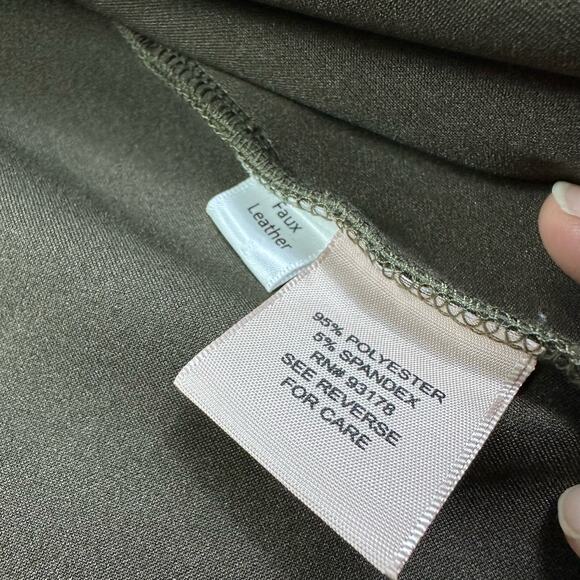 Faux
Leather
95% POLYESTER
5% SPANDEX
RN# 93178
SEE REVERSE
FOR CARE